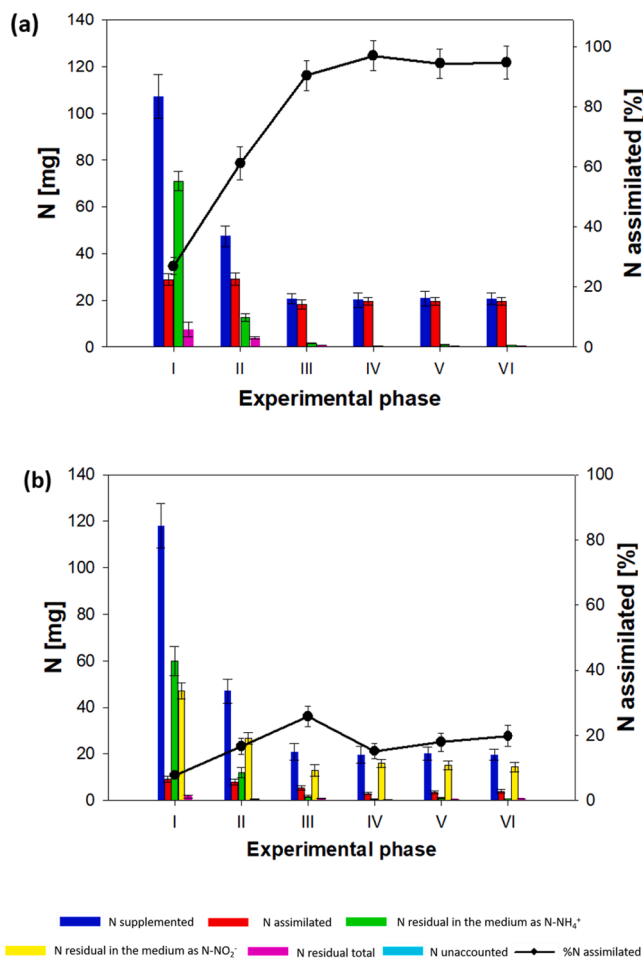 (a)
140
120
100
80
60
40
20
0
N [mg]
100
80
60
40
20
0
N assimilated [%]
I II III IV V VI
Experimental phase
(b)
140
120
100
80
60
40
20
0
N [mg]
100
80
60
40
20
0
N assimilated [%]
I II III IV V VI
Experimental phase
N supplemented N assimilated N residual in the medium as N-NH₄⁺
N residual in the medium as N-NO₂⁻ N residual total N unaccounted %N assimilated